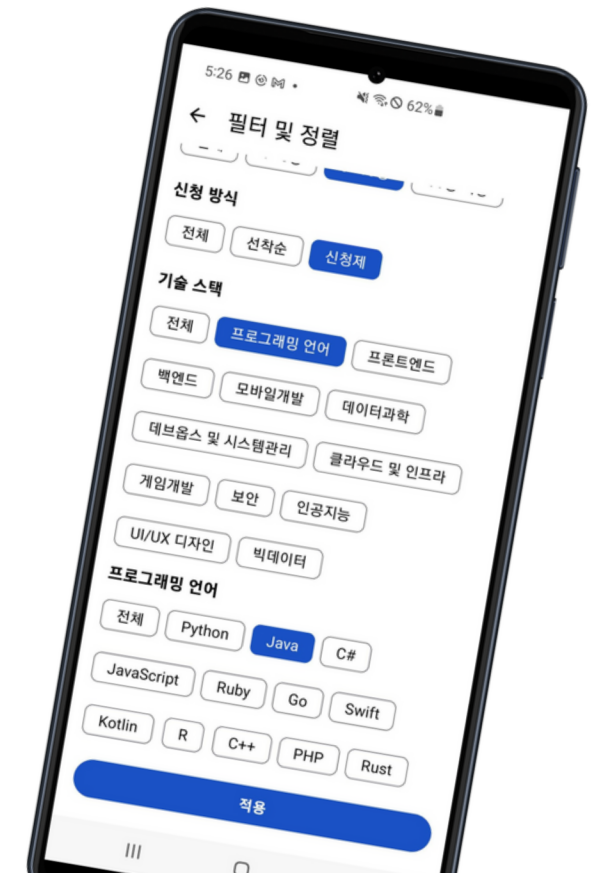 5:26 62%
필터 및 정렬
신청 방식
전체 선착순 신청제
기술 스택
전체 프로그래밍 언어 프론트엔드
백엔드 모바일개발 데이터과학
데브옵스 및 시스템관리 클라우드 및 인프라
게임개발 보안 인공지능
UI/UX 디자인 빅데이터
프로그래밍 언어
전체 Python Java C#
JavaScript Ruby Go Swift
Kotlin R C++ PHP Rust
적용